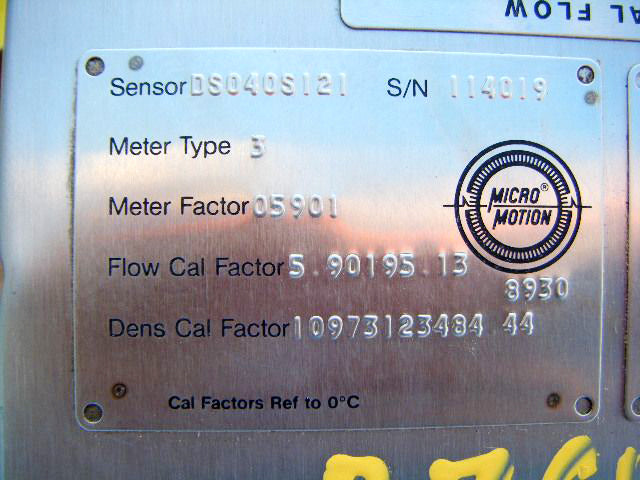 AL FLOW
Sensor DS040S121 S/N 114019
Meter Type 3
Meter Factor 05901
MICRO®
MOTION
Flow Cal Factor 5.90195.13
8930
Dens Cal Factor 10973123484.44
Cal Factors Ref to 0°C